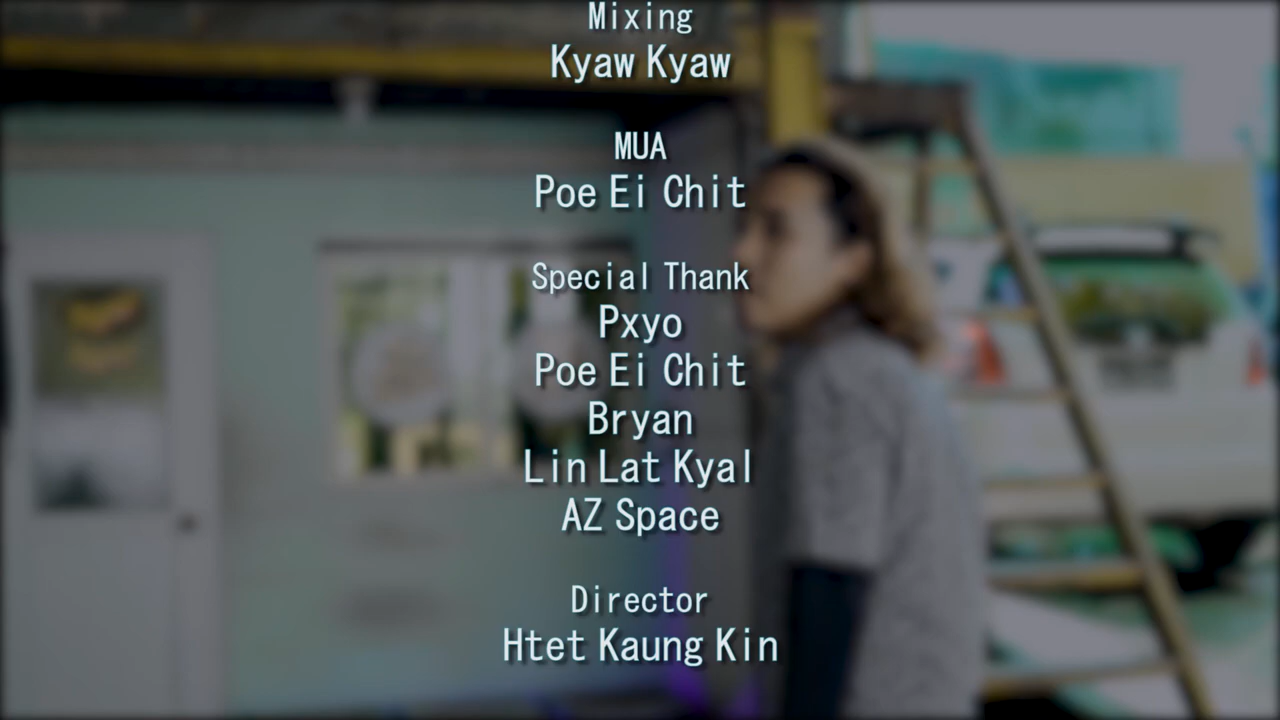 Mixing
Kyaw Kyaw
MUA
Poe Ei Chit
Special Thank
Pxyo
Poe Ei Chit
Bryan
Lin Lat Kyal
AZ Space
Director
Htet Kaung Kin